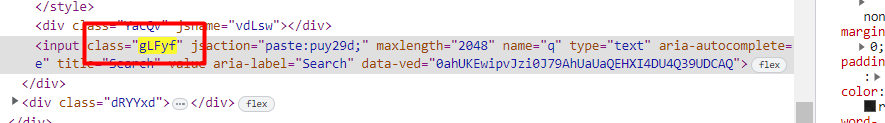 </style>
<div class="YacQv" jsname="vdLsw"></div>
<input class="gLFyf" jsaction="paste:puy29d;" maxlength="2048" name="q" type="text" aria-autocomplete=
e" title="Search" value aria-label="Search" data-ved="0ahUKEwipvJzi0J79AhUaUaQEHXI4DU4Q39UDCAQ"> flex
</div>
<div class="dRYYxd"> ... </div> flex
</div>
non
margin
0;
paddin
:
color:
r
word-